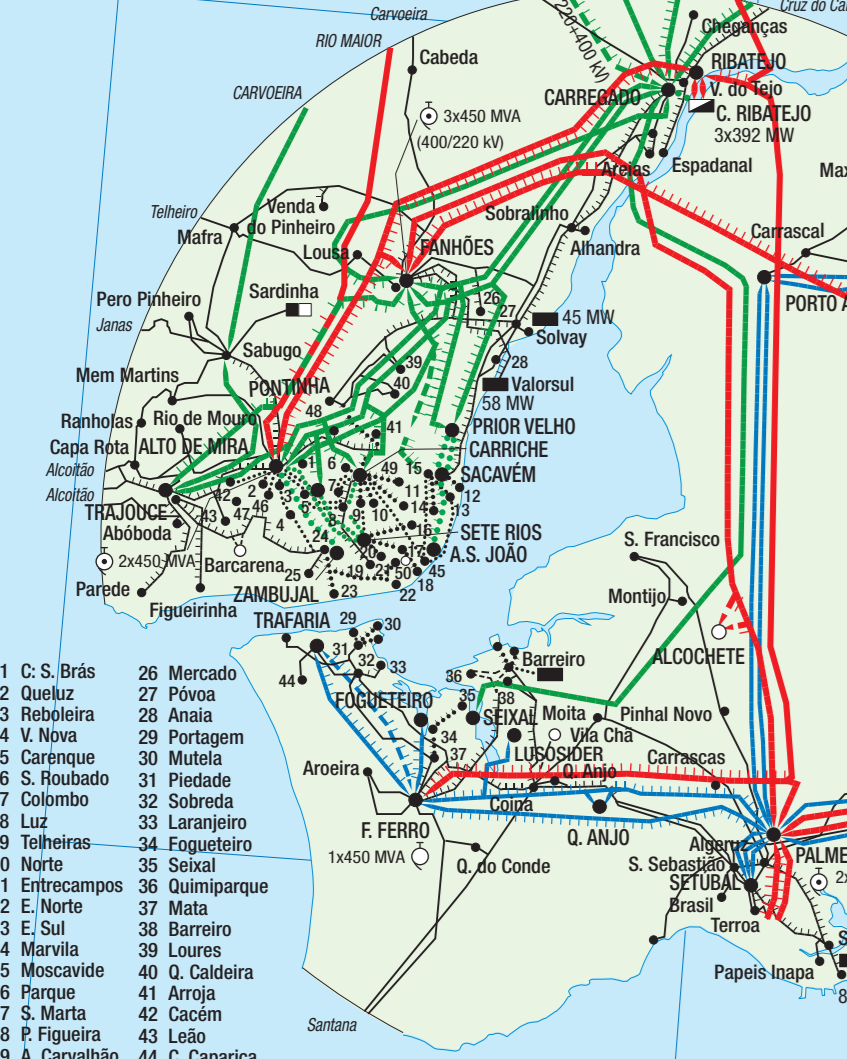 Carvoeira
Cruz do Ca
RIO MAIOR
Cabeda
Cheganças
220+400 kV)
RIBATEJO
CARVOEIRA
CARREGADO
V. do Tejo
C. RIBATEJO
3x392 MW
3x450 MVA
(400/220 kV)
Areias
Espadanal
Max
Telheiro
Mafra
Venda
do Pinheiro
Sobralinho
Carrascal
Lousa
FANHÕES
Alhandra
Pero Pinheiro
Sardinha
PORTO A
Janas
26
27
45 MW
Solvay
Sabugo
28
Mem Martins
39
PONTINHA
40
Valorsul
58 MW
Ranholas
Rio de Mouro
48
41
PRIOR VELHO
Capa Rota
ALTO DE MIRA
CARRICHE
Alcoitão
1
6
49
15
SACAVÉM
Alcoitão
42
2
3
7
11
12
TRAJOUCE
43
47
46
5
9
10
14
13
Abóboda
4
8
16
SETE RIOS
2x450 MVA
Barcarena
24
20
17
A.S. JOÃO
25
19
21
50
45
S. Francisco
Parede
18
Figueirinha
ZAMBUJAL
23
22
Montijo
TRAFARIA
29
30
31
ALCOCHETE
32
33
Barreiro
44
36
FOGUETEIRO
35
38
1 C: S. Brás
2 Queluz
3 Reboleira
4 V. Nova
5 Carenque
6 S. Roubado
7 Colombo
8 Luz
9 Telheiras
0 Norte
1 Entrecampos
2 E. Norte
3 E. Sul
4 Marvila
5 Moscavide
6 Parque
7 S. Marta
8 P. Figueira
9 A. Carvalhão
26 Mercado
27 Póvoa
28 Anaia
29 Portagem
30 Mutela
31 Piedade
32 Sobreda
33 Laranjeiro
34 Fogueteiro
35 Seixal
36 Quimiparque
37 Mata
38 Barreiro
39 Loures
40 Q. Caldeira
41 Arroja
42 Cacém
43 Leão
44 C. Caparica
SEIXAL
Moita
Pinhal Novo
34
Vila Chã
LUSOSIDER
37
Carrascas
Aroeira
Q. Anjo
Coina
F. FERRO
Q. ANJO
Algeruz
PALME
1x450 MVA
Q. do Conde
S. Sebastião
SETÚBAL
2x
Brasil
Terroa
S
Papeis Inapa
8
Santana